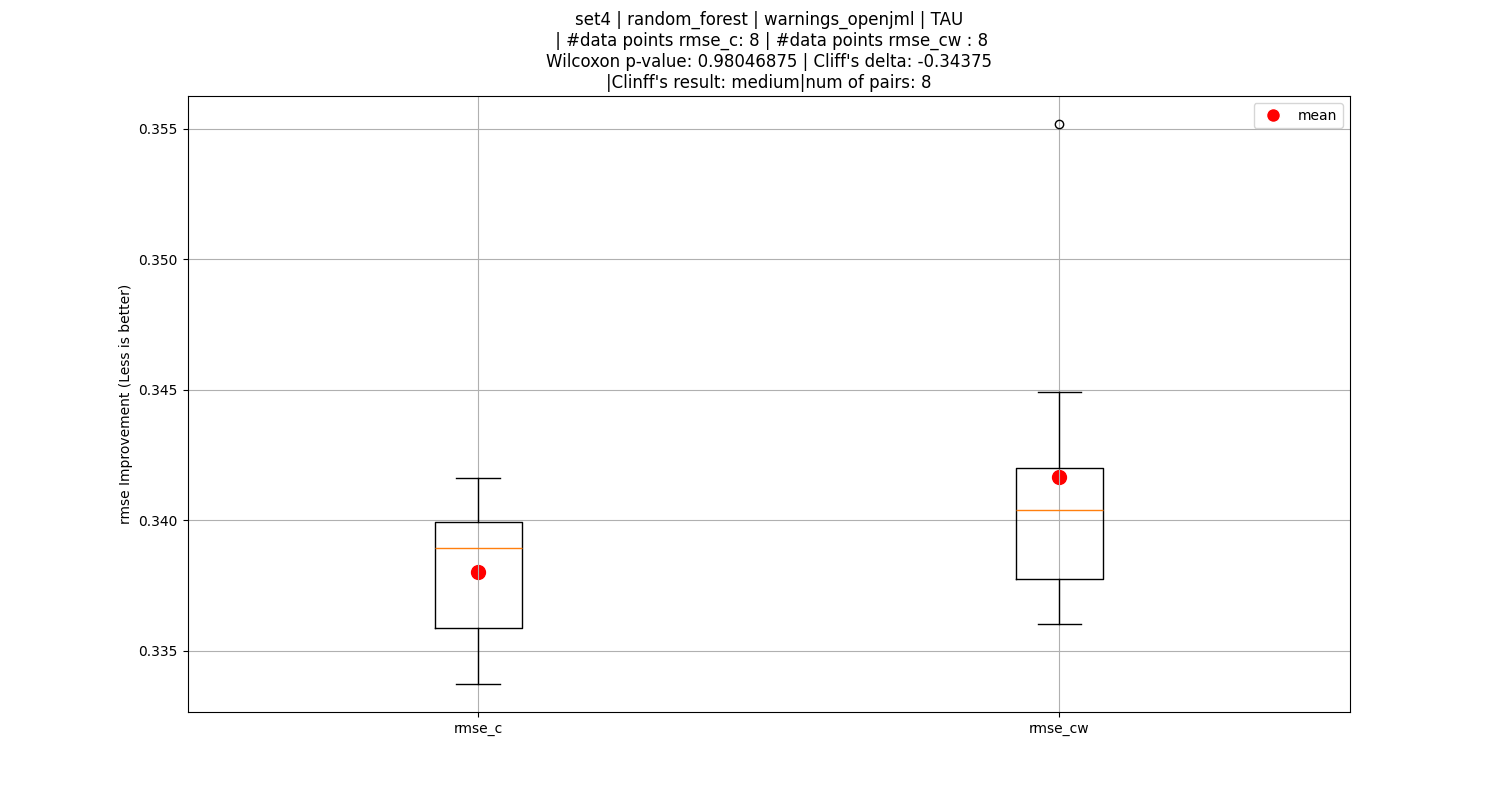 set4 | random_forest | warnings_openjml | TAU
| #data points rmse_c: 8 | #data points rmse_cw : 8
Wilcoxon p-value: 0.98046875 | Cliff's delta: -0.34375
|Clinff's result: medium|num of pairs: 8
mean
0.355
0.350
0.345
0.340
0.335
rmse Improvement (Less is better)
rmse_c
rmse_cw